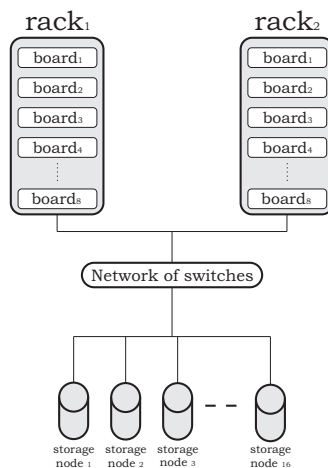 rack1
board1
board2
board3
board4
board8
rack2
board1
board2
board3
board4
board8
Network of switches
storage
node 1
storage
node 2
storage
node 3
storage
node 16